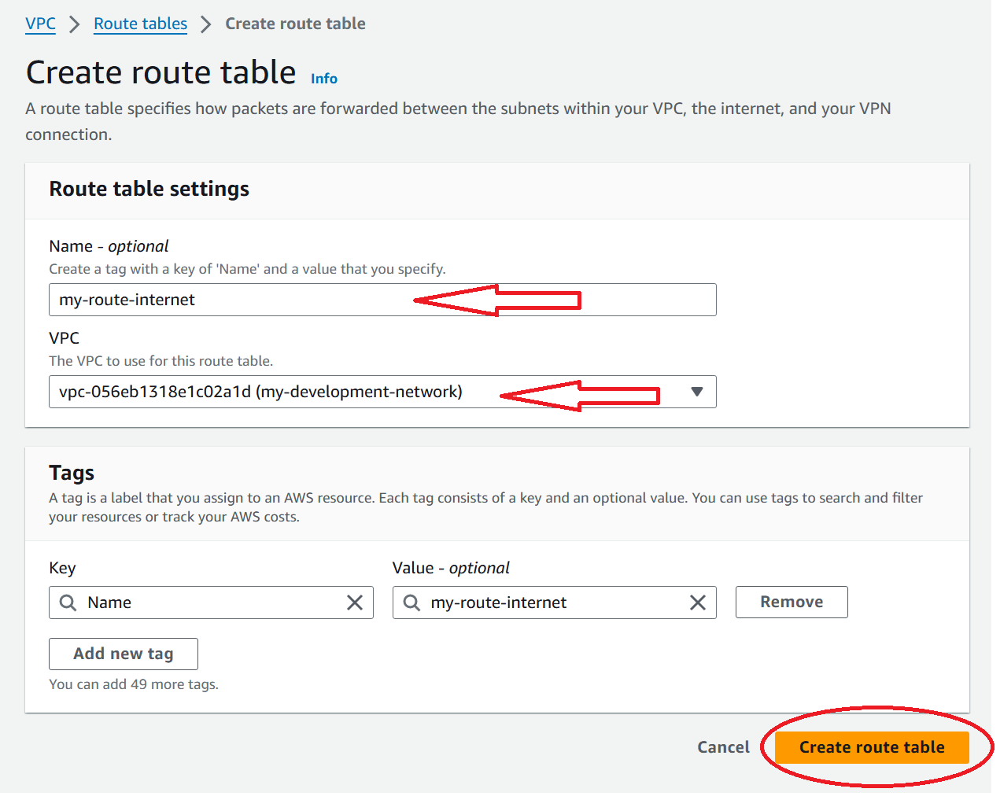 VPC > Route tables > Create route table
Create route table Info
A route table specifies how packets are forwarded between the subnets within your VPC, the internet, and your VPN
connection.
Route table settings
Name - optional
Create a tag with a key of 'Name' and a value that you specify.
my-route-internet
VPC
The VPC to use for this route table.
vpc-056eb1318e1c02a1d (my-development-network)
Tags
A tag is a label that you assign to an AWS resource. Each tag consists of a key and an optional value. You can use tags to search and filter
your resources or track your AWS costs.
Key Value - optional
Name my-route-internet Remove
Add new tag
You can add 49 more tags.
Cancel Create route table